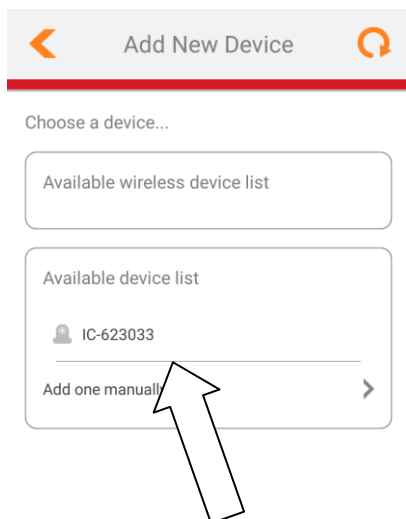 Add New Device
Choose a device...
Available wireless device list
Available device list
IC-623033
Add one manually